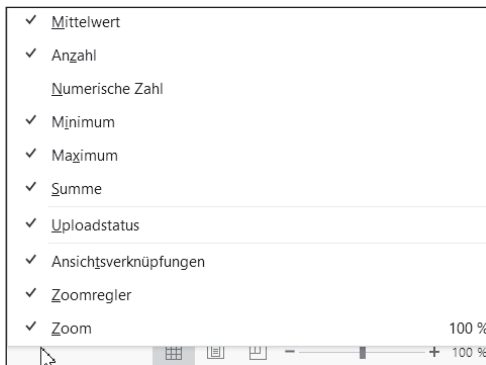 Mittelwert
Anzahl
Numerische Zahl
Minimum
Maximum
Summe
Uploadstatus
Ansichtsverknüpfungen
Zoomregler
Zoom 100 %
100 %